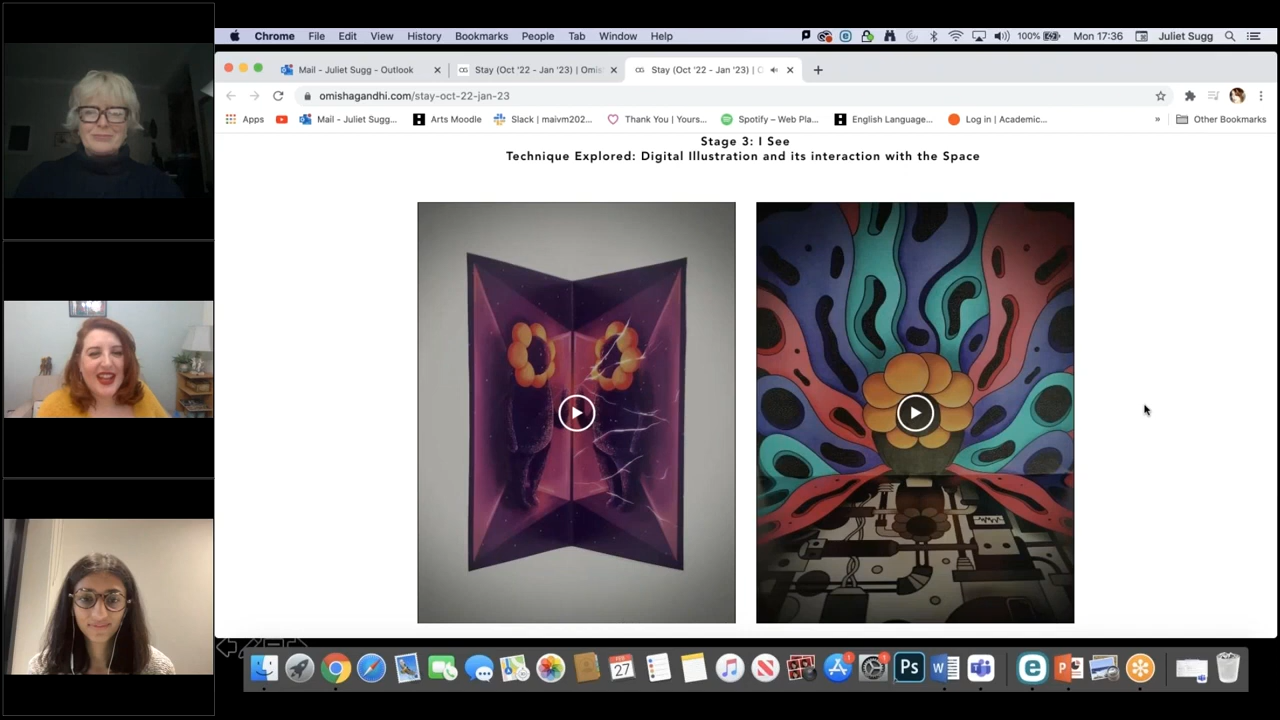 Chrome File Edit View History Bookmarks People Tab Window Help 100% Mon 17:36 Juliet Sugg
Mail - Juliet Sugg - Outlook Stay (Oct '22 - Jan '23) | Omis Stay (Oct '22 - Jan '23) | O
omishagandhi.com/stay-oct-22-jan-23
Apps Mail - Juliet Sugg... Arts Moodle Slack | maivm202... Thank You | Yours... Spotify – Web Pla... English Language... Log in | Academic... » Other Bookmarks
Stage 3: I See
Technique Explored: Digital Illustration and its interaction with the Space
FEB
27
Ps